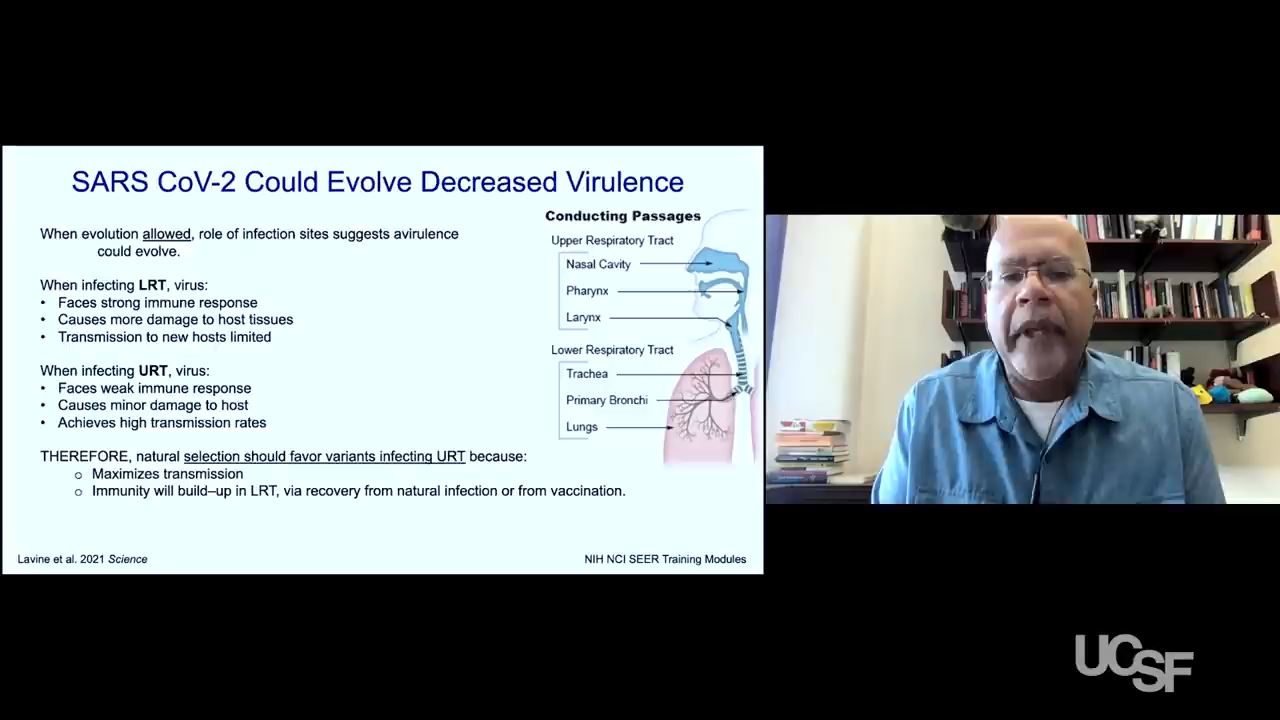 SARS CoV-2 Could Evolve Decreased Virulence
When evolution allowed, role of infection sites suggests avirulence
could evolve.
When infecting LRT, virus:
• Faces strong immune response
• Causes more damage to host tissues
• Transmission to new hosts limited
When infecting URT, virus:
• Faces weak immune response
• Causes minor damage to host
• Achieves high transmission rates
THEREFORE, natural selection should favor variants infecting URT because:
o Maximizes transmission
o Immunity will build–up in LRT, via recovery from natural infection or from vaccination.
Conducting Passages
Upper Respiratory Tract
Nasal Cavity
Pharynx
Larynx
Lower Respiratory Tract
Trachea
Primary Bronchi
Lungs
Lavine et al. 2021 Science
NIH NCI SEER Training Modules
UCSF